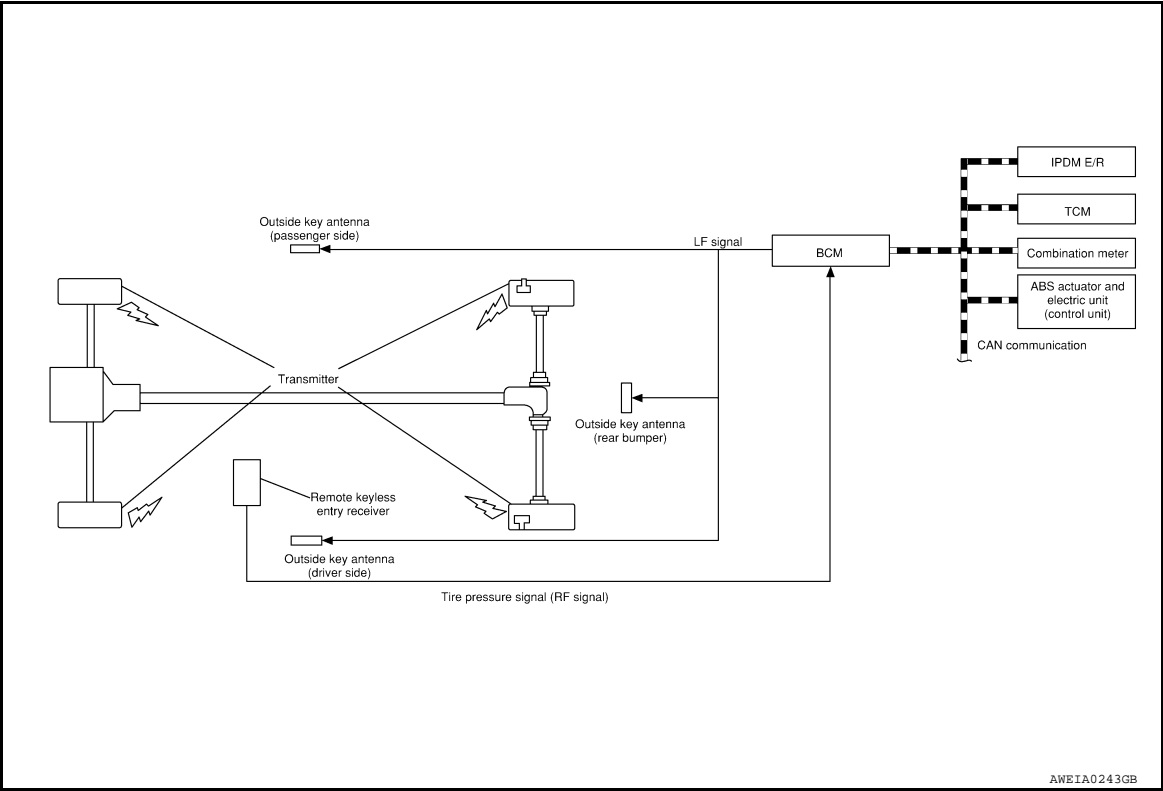 IPDM E/R
TCM
Outside key antenna
(passenger side)
LF signal
BCM
Combination meter
ABS actuator and
electric unit
(control unit)
CAN communication
Transmitter
Outside key antenna
(rear bumper)
Remote keyless
entry receiver
Outside key antenna
(driver side)
Tire pressure signal (RF signal)
AWEIA0243GB